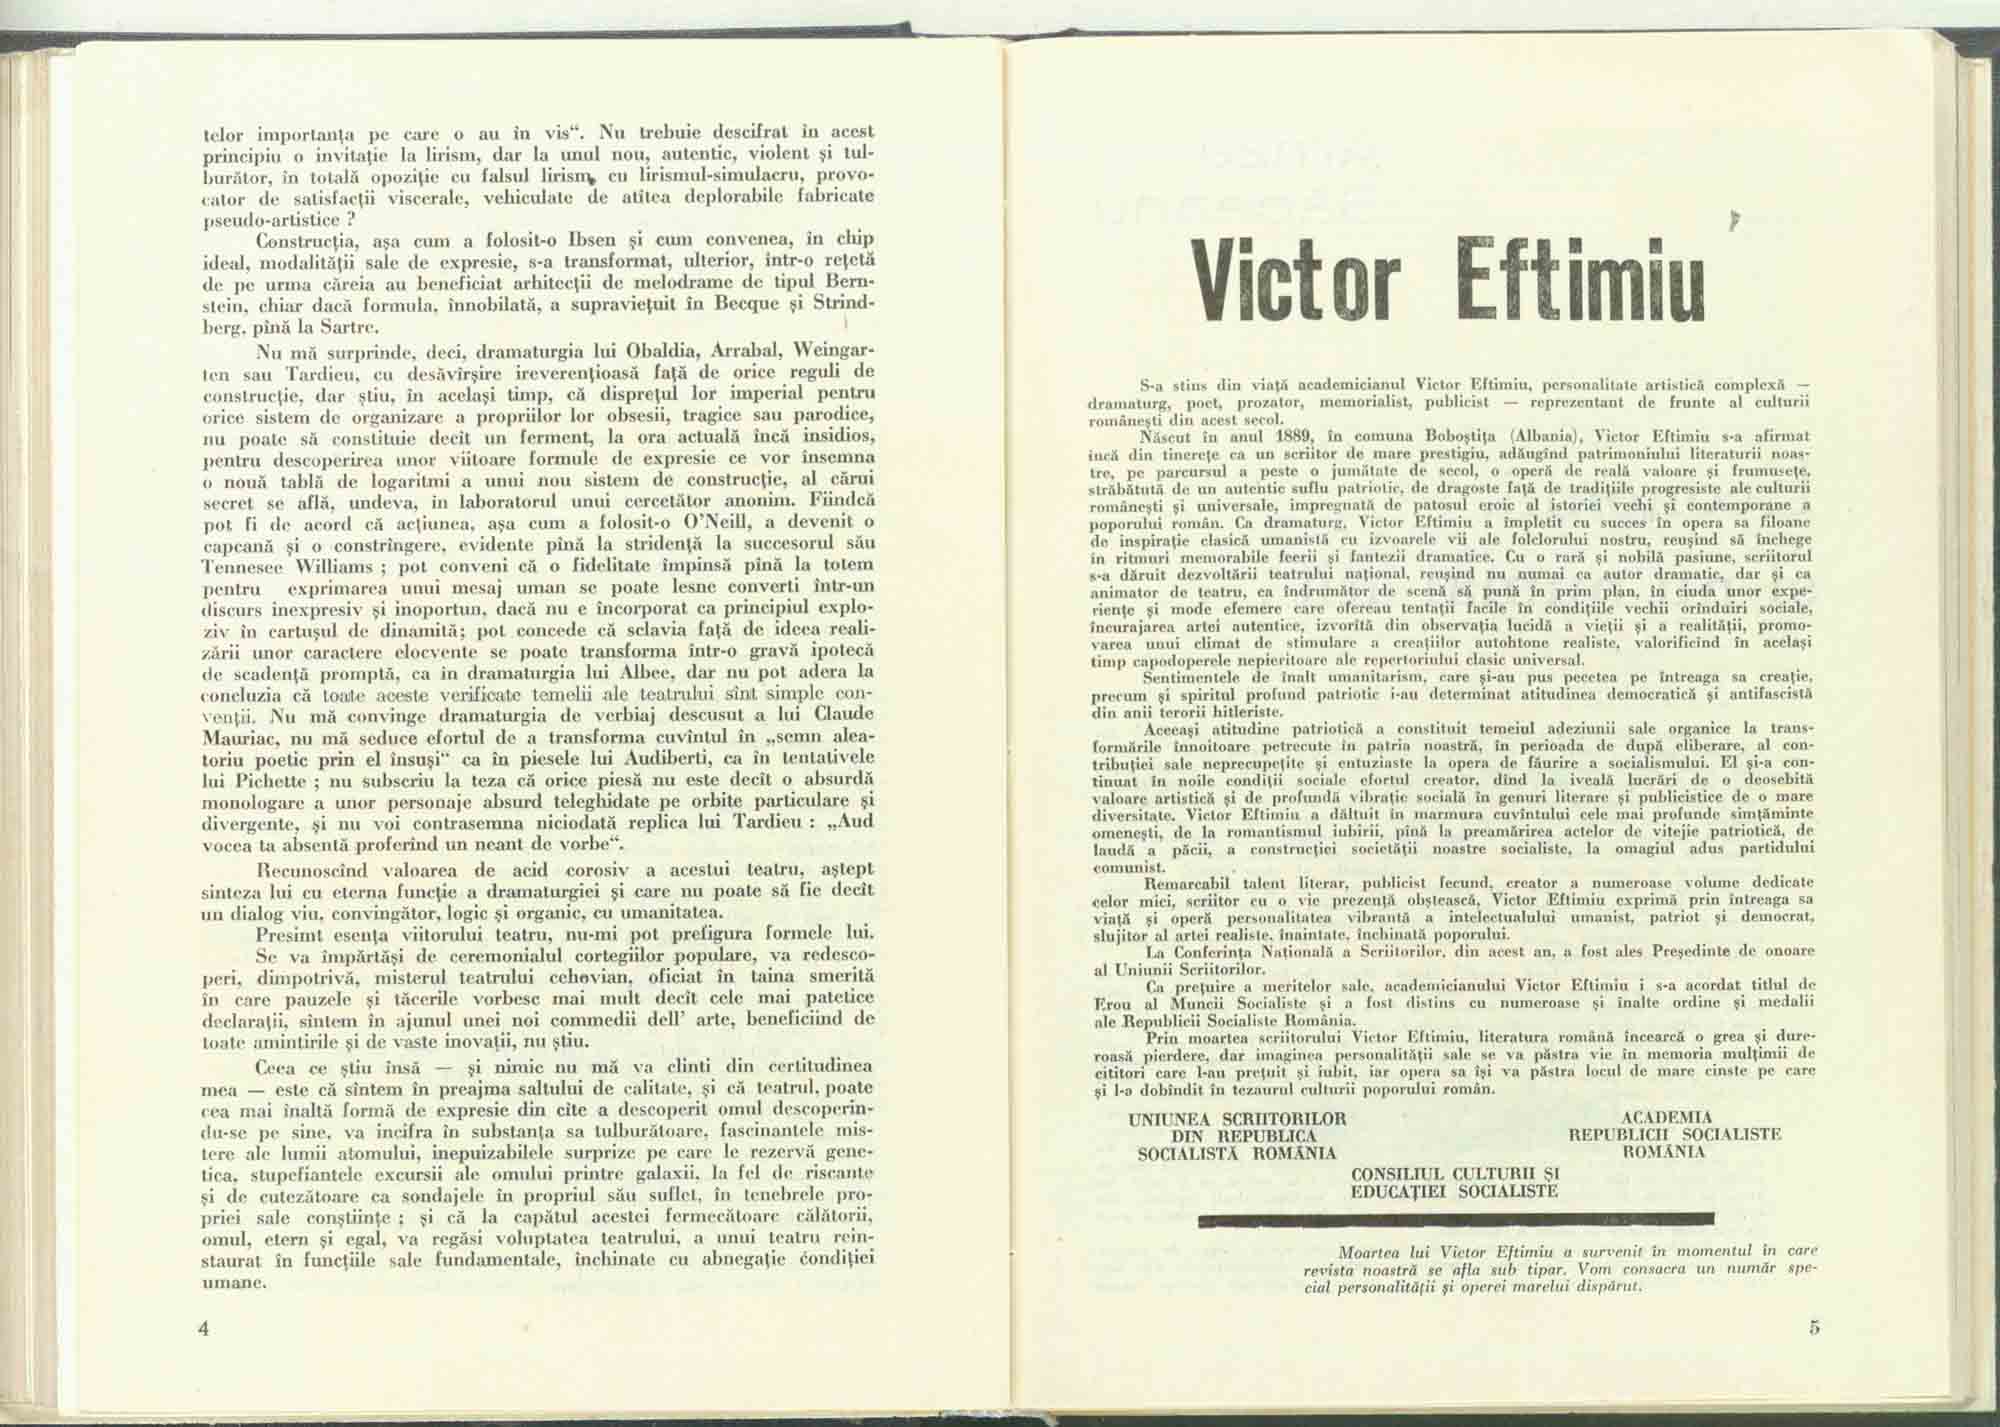 telor importanța pe care o au în vis“. Nu trebuie descifrat în acest
principiu o invitație la lirism, dar la unul nou, autentic, violent și tul-
burător, în totală opoziție cu falsul lirism, cu lirismul-simulacru, provo-
cator de satisfacții viscerale, vehiculate de atîtea deplorabile fabricate
pseudo-artistice ?
Construcția, așa cum a folosit-o Ibsen și cum convenea, în chip
ideal, modalității sale de expresie, s-a transformat, ulterior, într-o rețetă
de pe urma căreia au beneficiat arhitecții de melodrame de tipul Bern-
stein, chiar dacă formula, înnobilată, a supraviețuit în Becque și Strind-
berg, pînă la Sartre.
Nu mă surprinde, deci, dramaturgia lui Obaldia, Arrabal, Weingar-
ten sau Tardieu, cu desăvîrșire ireverențioasă față de orice reguli de
construcție, dar știu, în același timp, că disprețul lor imperial pentru
orice sistem de organizare a propriilor lor obsesii, tragice sau parodice,
nu poate să constituie decît un ferment, la ora actuală încă insidios,
pentru descoperirea unor viitoare formule de expresie ce vor însemna
o nouă tablă de logaritmi a unui nou sistem de construcție, al cărui
secret se află, undeva, in laboratorul unui cercetător anonim. Fiindcă
pot fi de acord că acțiunea, așa cum a folosit-o O'Neill, a devenit o
capcană și o constrîngere, evidente pînă la stridență la succesorul său
Tennesee Williams ; pot conveni că o fidelitate împinsă pînă la totem
pentru exprimarea unui mesaj uman se poate lesne converti într-un
discurs inexpresiv și inoportun, dacă nu e încorporat ca principiul explo-
ziv în cartușul de dinamită; pot concede că sclavia față de ideea reali-
zării unor caractere elocvente se poate transforma într-o gravă ipotecă
de scadență promptă, ca in dramaturgia lui Albee, dar nu pot adera la
concluzia că toate aceste verificate temelii ale teatrului sînt simple con-
venții. Nu mă convinge dramaturgia de verbiaj descusut a lui Claude
Mauriac, nu mă seduce efortul de a transforma cuvîntul în „semn alea-
toriu poetic prin el însuși“ ca în piesele lui Audiberti, ca în tentativele
lui Pichette ; nu subscriu la teza că orice piesă nu este decît o absurdă
monologare a unor personaje absurd teleghidate pe orbite particulare și
divergente, și nu voi contrasemna niciodată replica lui Tardieu : „Aud
vocea ta absentă proferînd un neant de vorbe“.
Recunoscînd valoarea de acid corosiv a acestui teatru, aștept
sinteza lui cu eterna funcție a dramaturgiei și care nu poate să fie decît
un dialog viu, convingător, logic și organic, cu umanitatea.
Presimt esența viitorului teatru, nu-mi pot prefigura formele lui.
Se va împărtăși de ceremonialul cortegiilor populare, va redesco-
peri, dimpotrivă, misterul teatrului cehovian, oficiat în taina smerită
în care pauzele și tăcerile vorbesc mai mult decît cele mai patetice
declarații, sîntem în ajunul unei noi commedii dell' arte, beneficiind de
toate amintirile și de vaste inovații, nu știu.
Ceea ce știu însă — și nimic nu mă va clinti din certitudinea
mea — este că sîntem în preajma saltului de calitate, și că teatrul, poate
cea mai înaltă formă de expresie din cîte a descoperit omul descoperin-
du-se pe sine, va incifra în substanța sa tulburătoare, fascinantele mis-
tere ale lumii atomului, inepuizabilele surprize pe care le rezervă gene-
tica, stupefiantele excursii ale omului printre galaxii, la fel de riscante
și de cutezătoare ca sondajele în propriul său suflet, în tenebrele pro-
priei sale conștiințe ; și că la capătul acestei fermecătoare călătorii,
omul, etern și egal, va regăsi voluptatea teatrului, a unui teatru rein-
staurat în funcțiile sale fundamentale, închinate cu abnegație condiției
umane.
4
Victor Eftimiu
S-a stins din viață academicianul Victor Eftimiu, personalitate artistică complexă —
dramaturg, poet, prozator, memorialist, publicist — reprezentant de frunte al culturii
românești din acest secol.
Născut în anul 1889, în comuna Boboștița (Albania), Victor Eftimiu s-a afirmat
încă din tinerețe ca un scriitor de mare prestigiu, adăugînd patrimoniului literaturii noas-
tre, pe parcursul a peste o jumătate de secol, o operă de reală valoare și frumusețe,
străbătută de un autentic suflu patriotic, de dragoste față de tradițiile progresiste ale culturii
românești și universale, impregnată de patosul eroic al istoriei vechi și contemporane a
poporului român. Ca dramaturg, Victor Eftimiu a împletit cu succes în opera sa filoane
de inspirație clasică umanistă cu izvoarele vii ale folclorului nostru, reușind să închege
in ritmuri memorabile feerii și fantezii dramatice. Cu o rară și nobilă pasiune, scriitorul
s-a dăruit dezvoltării teatrului național, reușind nu numai ca autor dramatic, dar și ca
animator de teatru, ca îndrumător de scenă să pună în prim plan, în ciuda unor expe-
riențe și mode efemere care ofereau tentații facile în condițiile vechii orînduiri sociale,
încurajarea artei autentice, izvorîtă din observația lucidă a vieții și a realității, promo-
varea unui climat de stimulare a creațiilor autohtone realiste, valorificînd în același
timp capodoperele nepieritoare ale repertoriului clasic universal.
Sentimentele de înalt umanitarism, care și-au pus pecetea pe întreaga sa creație,
precum și spiritul profund patriotic i-au determinat atitudinea democratică și antifascistă
din anii terorii hitleriste.
Aceeași atitudine patriotică a constituit temeiul adeziunii sale organice la trans-
formările înnoitoare petrecute în patria noastră, în perioada de după eliberare, al con-
tribuției sale neprecupețite și entuziaste la opera de făurire a socialismului. El și-a con-
tinuat în noile condiții sociale efortul creator, dînd la iveală lucrări de o deosebită
valoare artistică și de profundă vibrație socială în genuri literare și publicistice de o mare
diversitate. Victor Eftimiu a dăltuit în marmura cuvîntului cele mai profunde simțăminte
omenești, de la romantismul iubirii, pînă la preamărirea actelor de vitejie patriotică, de
laudă a păcii, a construcției societății noastre socialiste, la omagiul adus partidului
comunist.
Remarcabil talent literar, publicist fecund, creator a numeroase volume dedicate
celor mici, scriitor cu o vie prezență obștească, Victor Eftimiu exprimă prin întreaga sa
viață și operă personalitatea vibrantă a intelectualului umanist, patriot și democrat,
slujitor al artei realiste, înaintate, închinată poporului.
La Conferința Națională a Scriitorilor, din acest an, a fost ales Președinte de onoare
al Uniunii Scriitorilor.
Ca prețuire a meritelor sale, academicianului Victor Eftimiu i s-a acordat titlul de
Erou al Muncii Socialiste și a fost distins cu numeroase și înalte ordine și medalii
ale Republicii Socialiste România.
Prin moartea scriitorului Victor Eftimiu, literatura română încearcă o grea și dure-
roasă pierdere, dar imaginea personalității sale se va păstra vie in memoria mulțimii de
cititori care l-au prețuit și iubit, iar opera sa își va păstra locul de mare cinste pe care
și l-a dobîndit în tezaurul culturii poporului român.
UNIUNEA SCRIITORILOR
DIN REPUBLICA
SOCIALISTĂ ROMÂNIA
ACADEMIA
REPUBLICII SOCIALISTE
ROMÂNIA
CONSILIUL CULTURII ȘI
EDUCAȚIEI SOCIALISTE
Moartea lui Victor Eftimiu a survenit în momentul în care
revista noastră se afla sub tipar. Vom consacra un număr spe-
cial personalității și operei marelui dispărut.
5